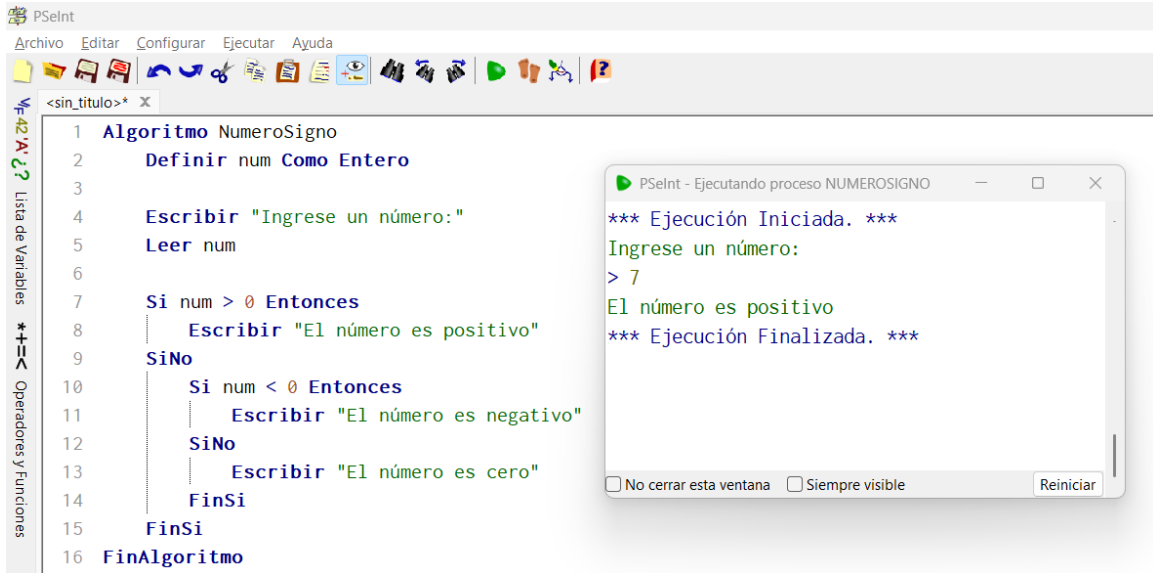 PSeInt
Archivo Editar Configurar Ejecutar Ayuda
<sin_titulo>* X
1 Algoritmo NumeroSigno
2 Definir num Como Entero
3
4 Escribir "Ingrese un número:"
5 Leer num
6
7 Si num > 0 Entonces
8 Escribir "El número es positivo"
9 SiNo
10 Si num < 0 Entonces
11 Escribir "El número es negativo"
12 SiNo
13 Escribir "El número es cero"
14 FinSi
15 FinSi
16 FinAlgoritmo
42 'A' ¿? Lista de Variables
*+=< Operadores y Funciones
PSeInt - Ejecutando proceso NUMEROSIGNO
*** Ejecución Iniciada. ***
Ingrese un número:
> 7
El número es positivo
*** Ejecución Finalizada. ***
No cerrar esta ventana Siempre visible Reiniciar